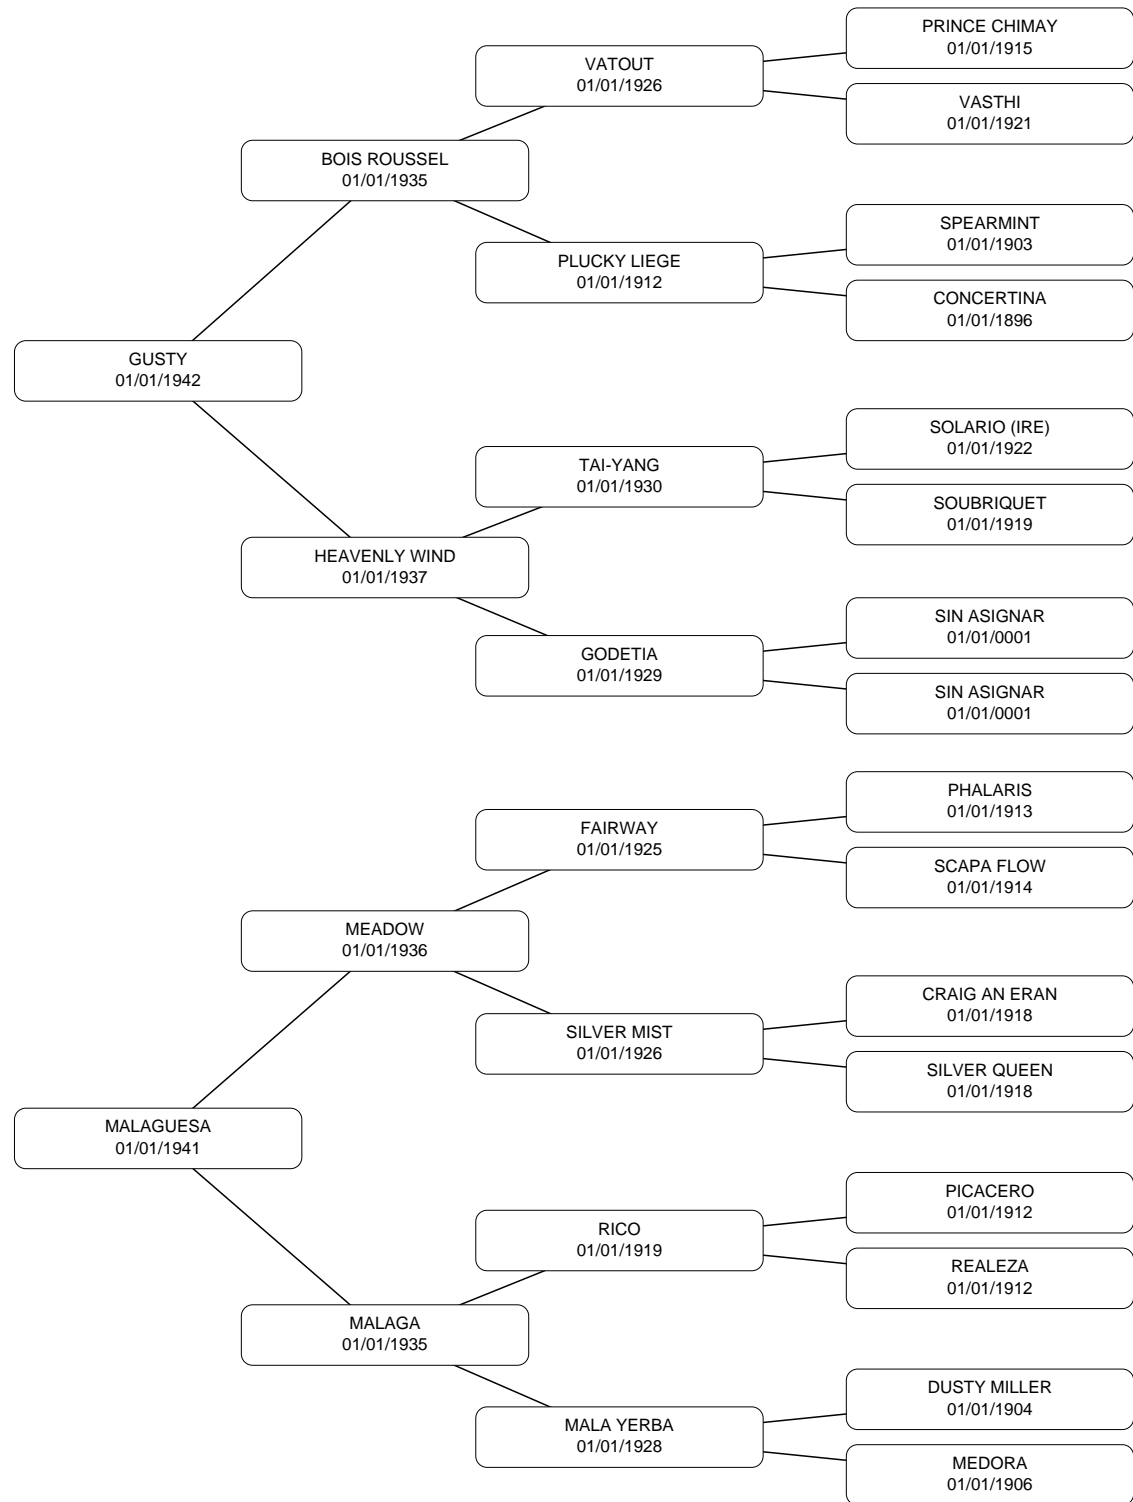 PRINCE CHIMAY
01/01/1915
VATOUT
01/01/1926
VASTHI
01/01/1921
BOIS ROUSSEL
01/01/1935
SPEARMINT
01/01/1903
PLUCKY LIEGE
01/01/1912
CONCERTINA
01/01/1896
GUSTY
01/01/1942
SOLARIO (IRE)
01/01/1922
TAI-YANG
01/01/1930
SOUBRIQUET
01/01/1919
HEAVENLY WIND
01/01/1937
SIN ASIGNAR
01/01/0001
GODETIA
01/01/1929
SIN ASIGNAR
01/01/0001
PHALARIS
01/01/1913
FAIRWAY
01/01/1925
SCAPA FLOW
01/01/1914
MEADOW
01/01/1936
CRAIG AN ERAN
01/01/1918
SILVER MIST
01/01/1926
SILVER QUEEN
01/01/1918
MALAGUESA
01/01/1941
PICACERO
01/01/1912
RICO
01/01/1919
REALEZA
01/01/1912
MALAGA
01/01/1935
DUSTY MILLER
01/01/1904
MALA YERBA
01/01/1928
MEDORA
01/01/1906